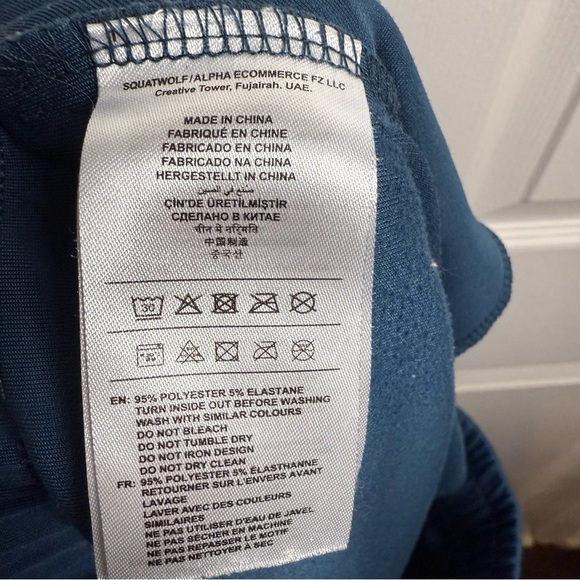 SQUATWOLF/ALPHA ECOMMERCE FZ LLC
Creative Tower, Fujairah. UAE.
MADE IN CHINA
FABRIQUÉ EN CHINE
FABRICADO EN CHINA
FABRICADO NA CHINA
HERGESTELLT IN CHINA
صنع في الصين
ÇİN'DE ÜRETİLMİŞTİR
СДЕЛАНО В КИТАЕ
चीन में नरिमति
中国制造
중국산
30
EN: 95% POLYESTER 5% ELASTANE
TURN INSIDE OUT BEFORE WASHING
WASH WITH SIMILAR COLOURS
DO NOT BLEACH
DO NOT TUMBLE DRY
DO NOT IRON DESIGN
DO NOT DRY CLEAN
FR: 95% POLYESTER 5% ÉLASTHANNE
RETOURNER SUR L'ENVERS AVANT
LAVAGE
LAVER AVEC DES COULEURS
SIMILAIRES
NE PAS UTILISER D'EAU DE JAVEL
NE PAS SÉCHER EN MACHINE
NE PAS REPASSER LE MOTIF
NE PAS NETTOYER À SEC